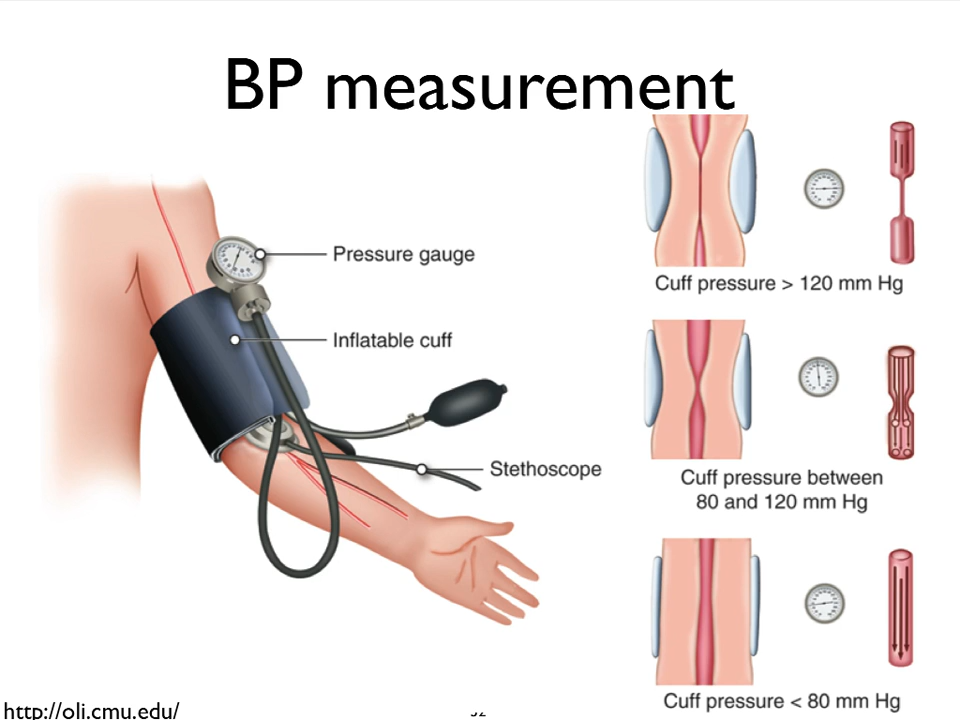 BP measurement
Pressure gauge
Inflatable cuff
Stethoscope
Cuff pressure > 120 mm Hg
Cuff pressure between
80 and 120 mm Hg
Cuff pressure < 80 mm Hg
http://oli.cmu.edu/